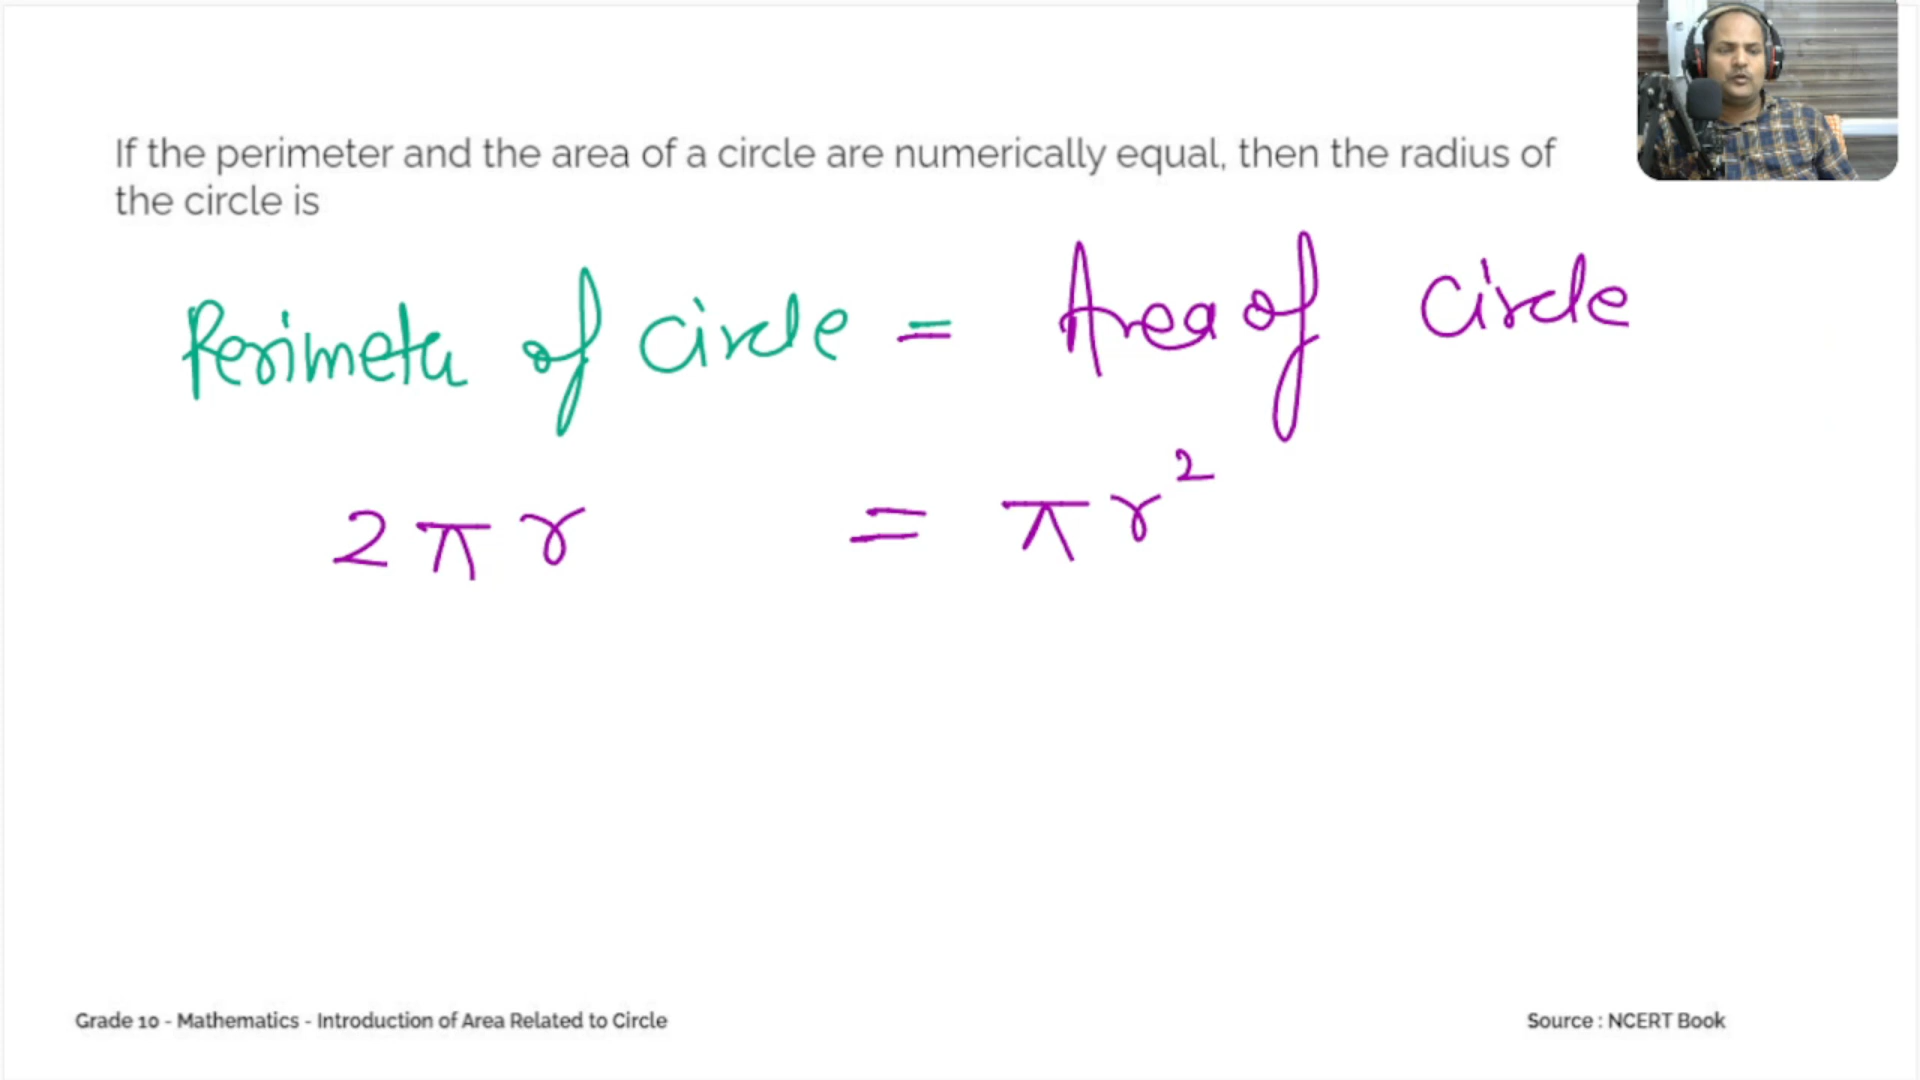 If the perimeter and the area of a circle are numerically equal, then the radius of
the circle is
Perimeter of circle = Area of circle
2πr = πr²
Grade 10 - Mathematics - Introduction of Area Related to Circle
Source : NCERT Book